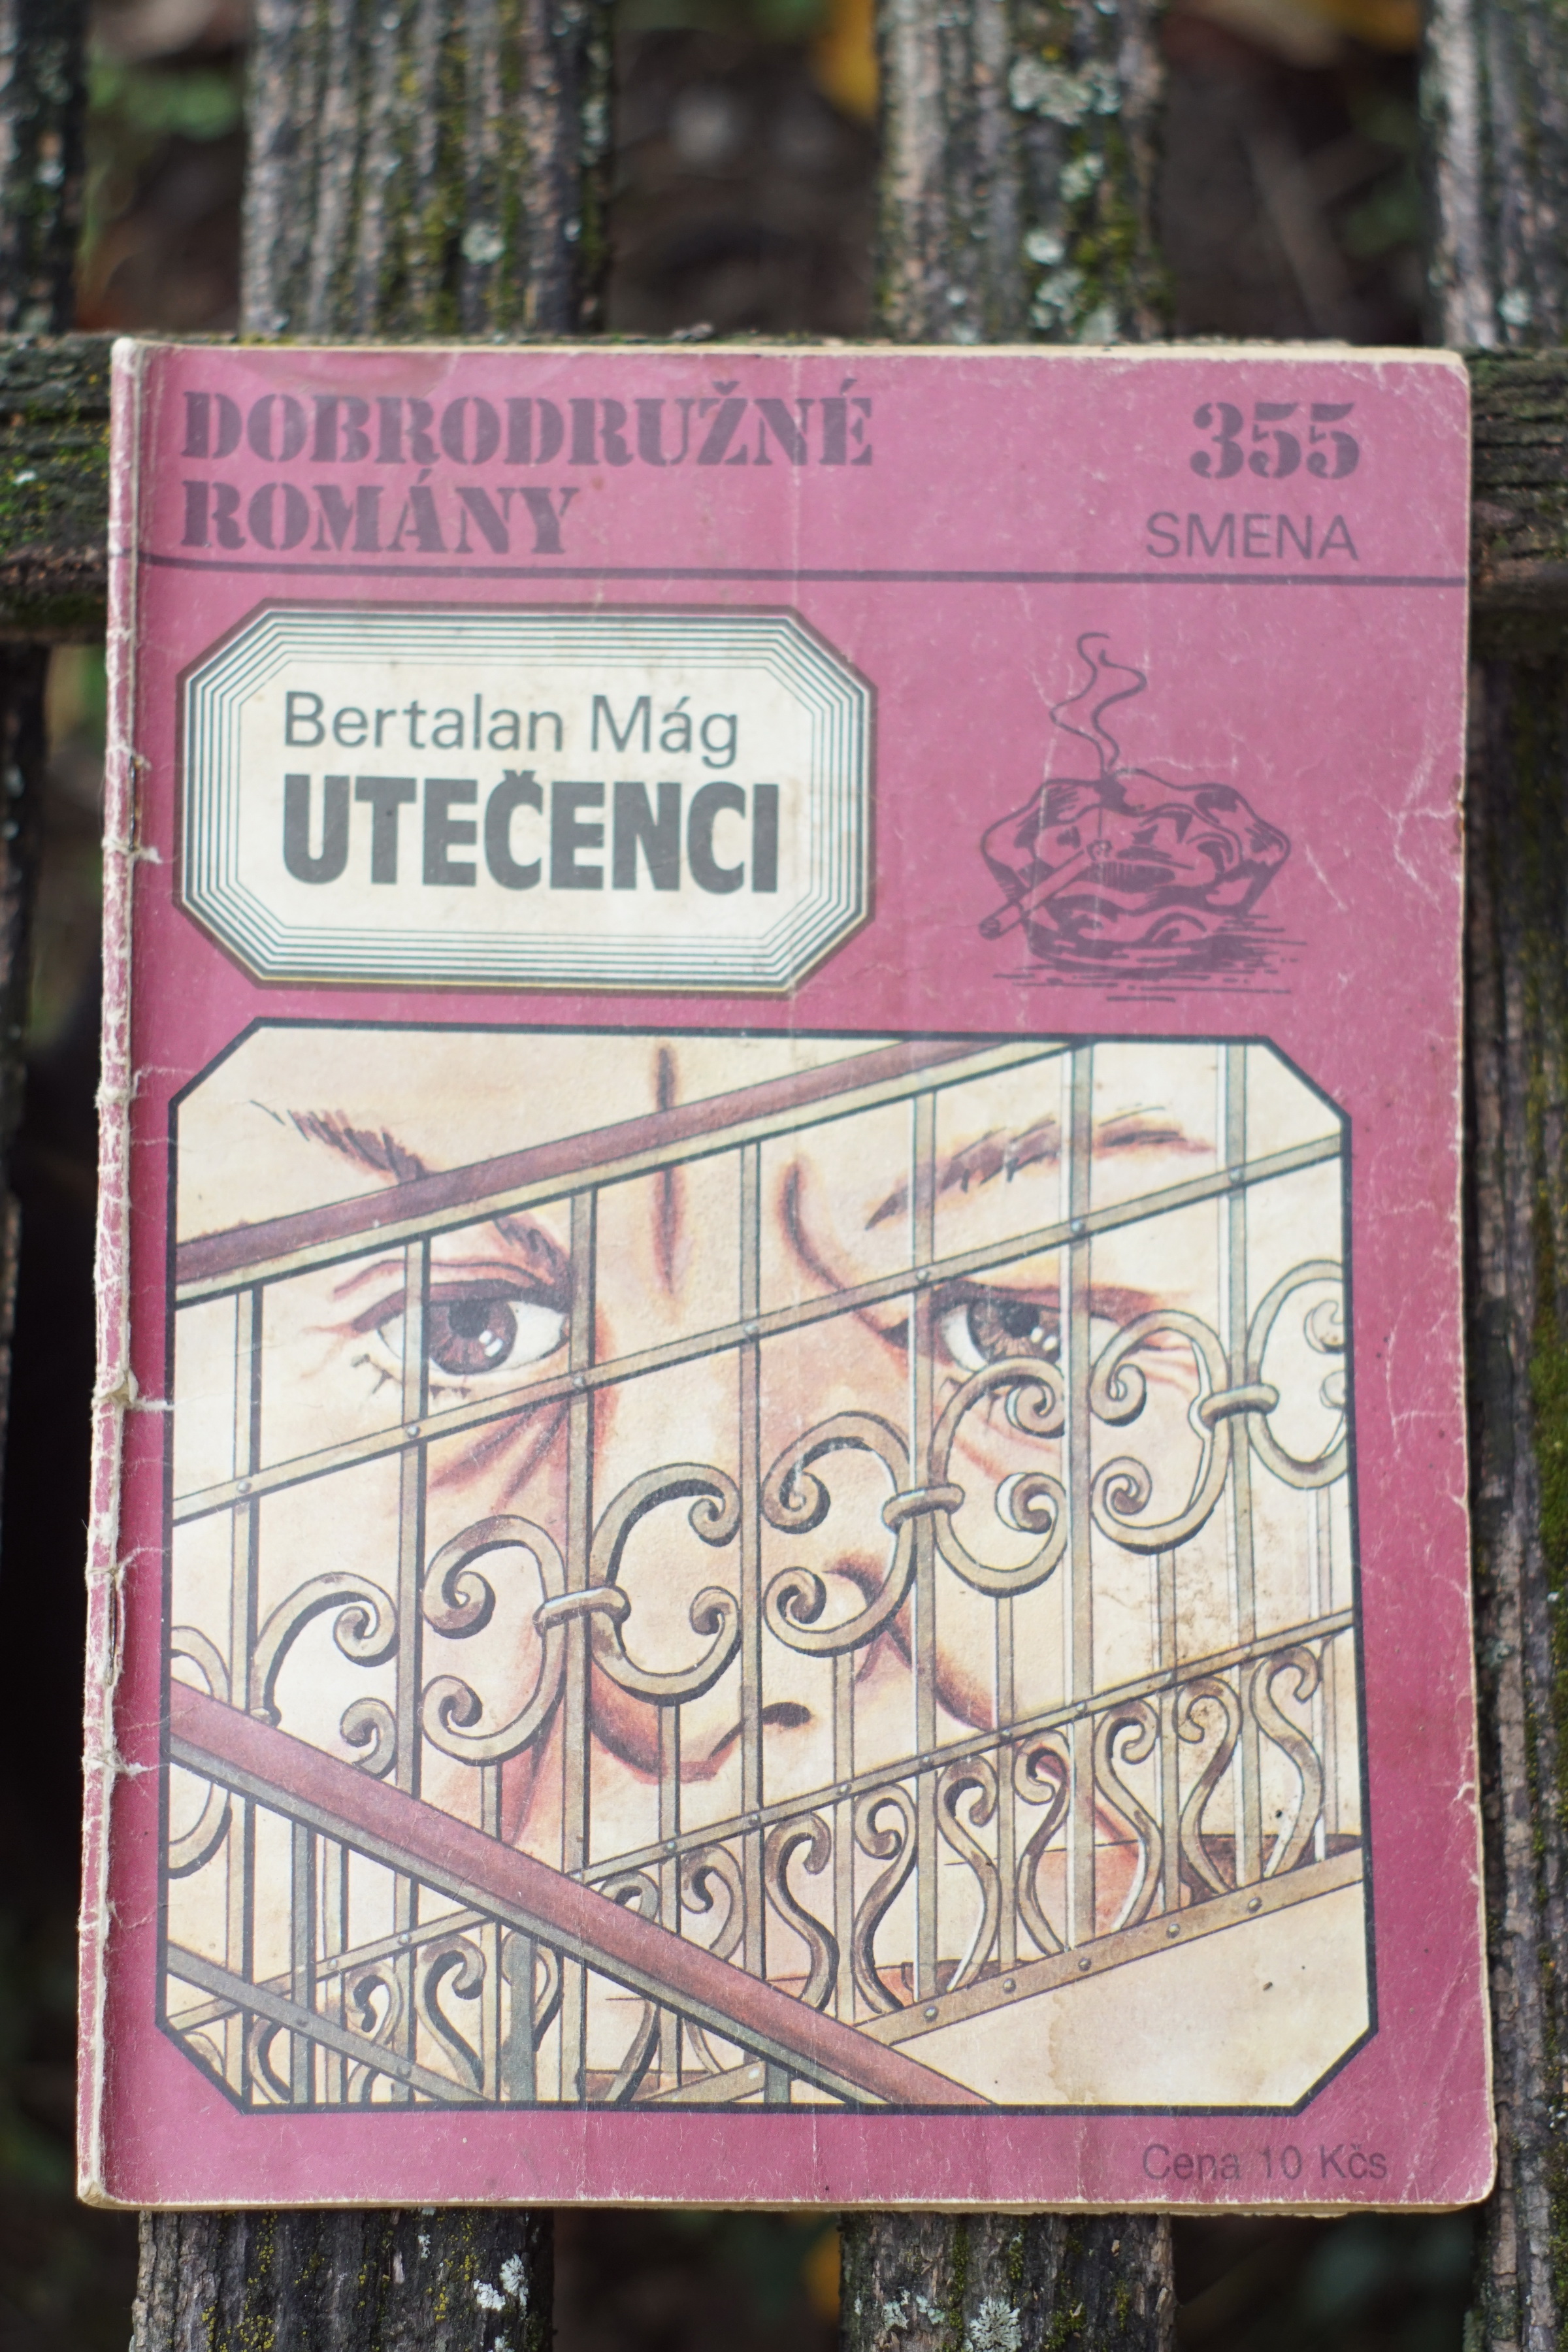 DOBRODRUŽNÉ
ROMÁNY
355
SMENA
Bertalan Mág
UTEČENCI
Cena 10 Kčs